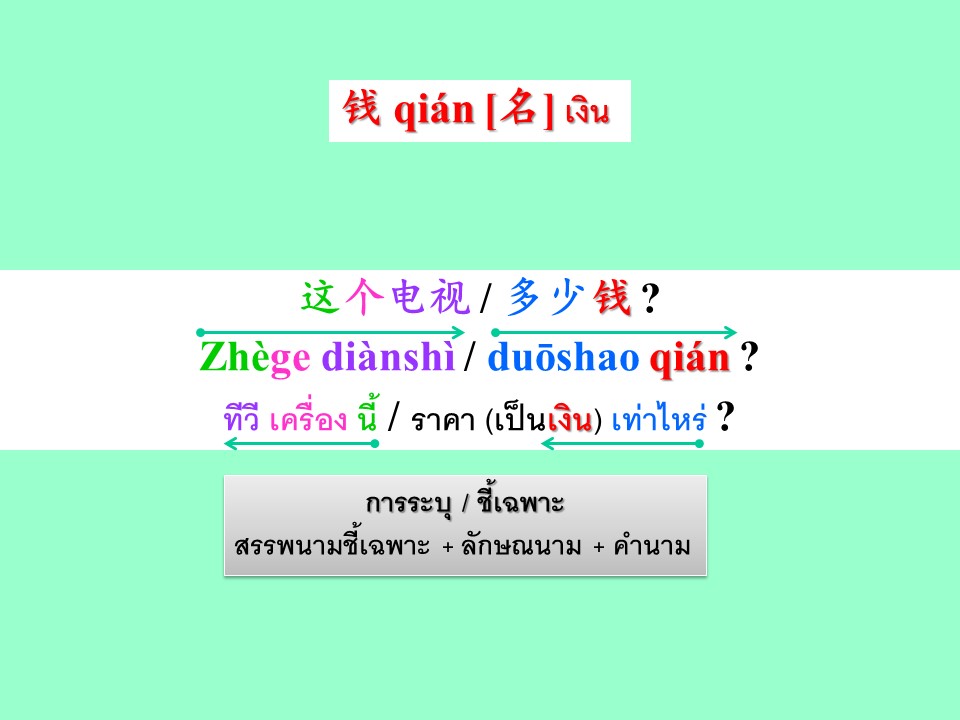 钱 qián [名] เงิน
这个电视 / 多少钱 ?
Zhège diànshì / duōshao qián ?
ทีวี เครื่อง นี้ / ราคา (เป็นเงิน) เท่าไหร่ ?
การระบุ / ชี้เฉพาะ
สรรพนามชี้เฉพาะ + ลักษณนาม + คำนาม